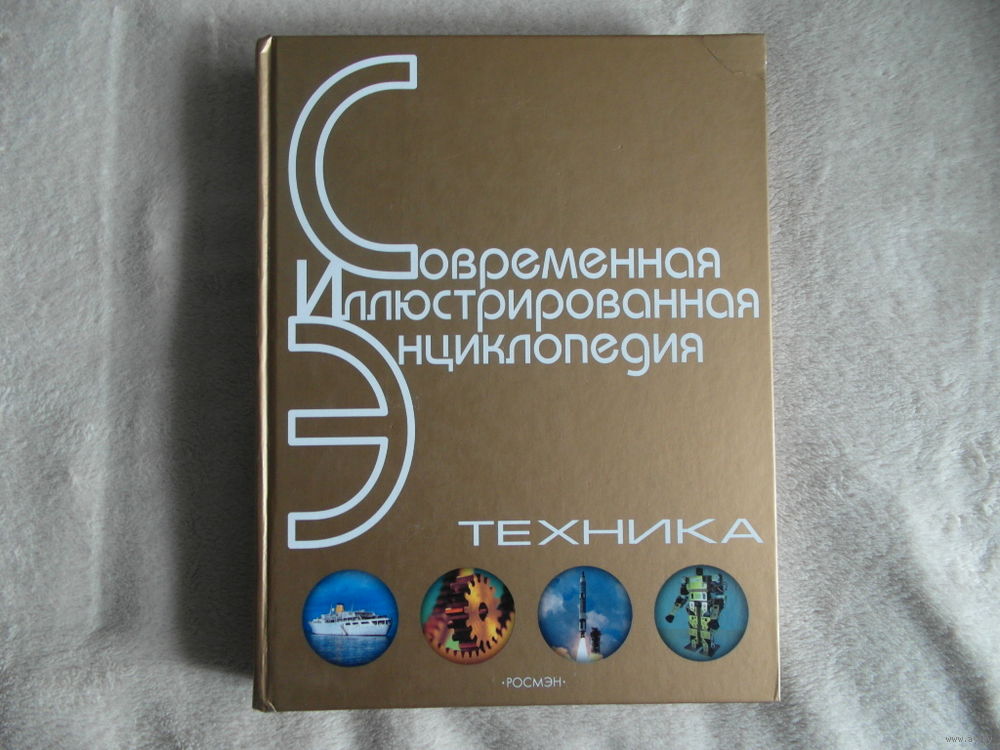 Современная
Иллюстрированная
Энциклопедия
ТЕХНИКА
·РОСМЭН·